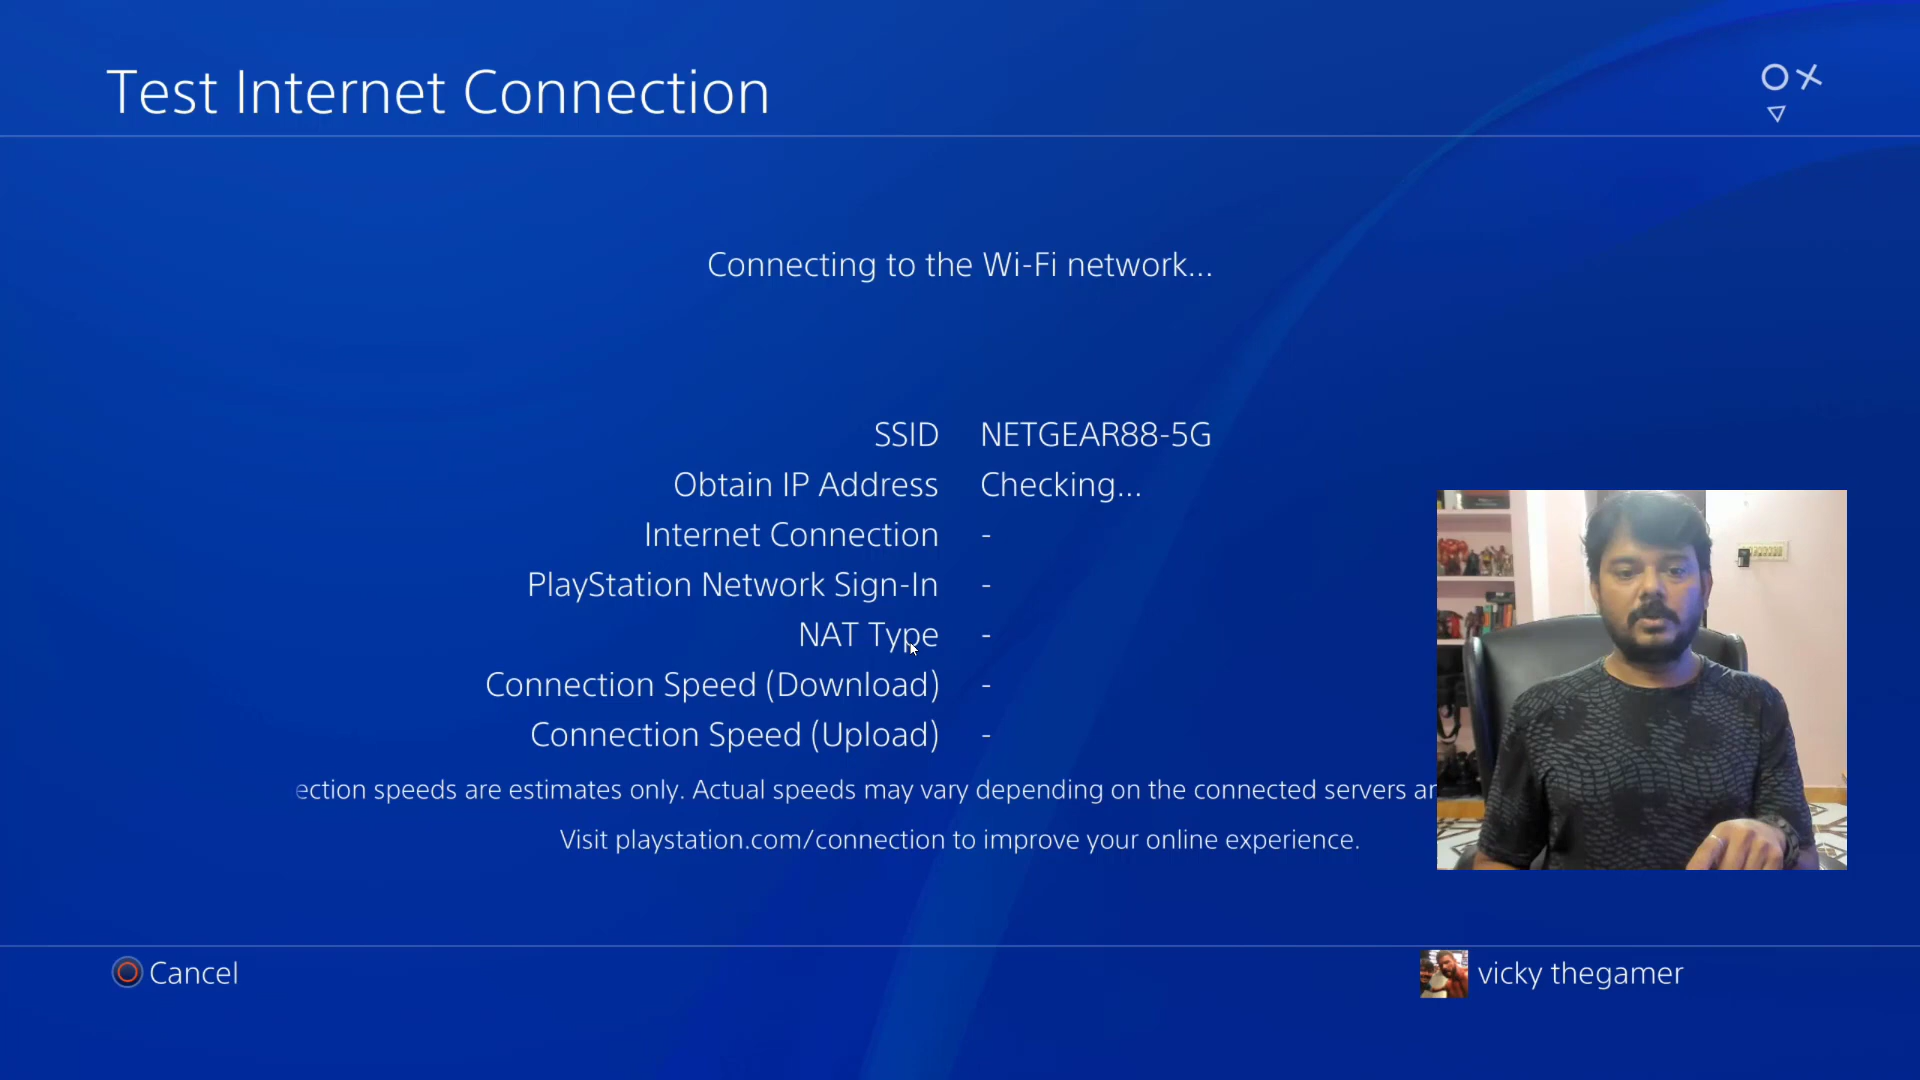 Test Internet Connection
Connecting to the Wi-Fi network...
SSID NETGEAR88-5G
Obtain IP Address Checking...
Internet Connection -
PlayStation Network Sign-In -
NAT Type -
Connection Speed (Download) -
Connection Speed (Upload) -
ection speeds are estimates only. Actual speeds may vary depending on the connected servers
Visit playstation.com/connection to improve your online experience.
Cancel
vicky thegamer